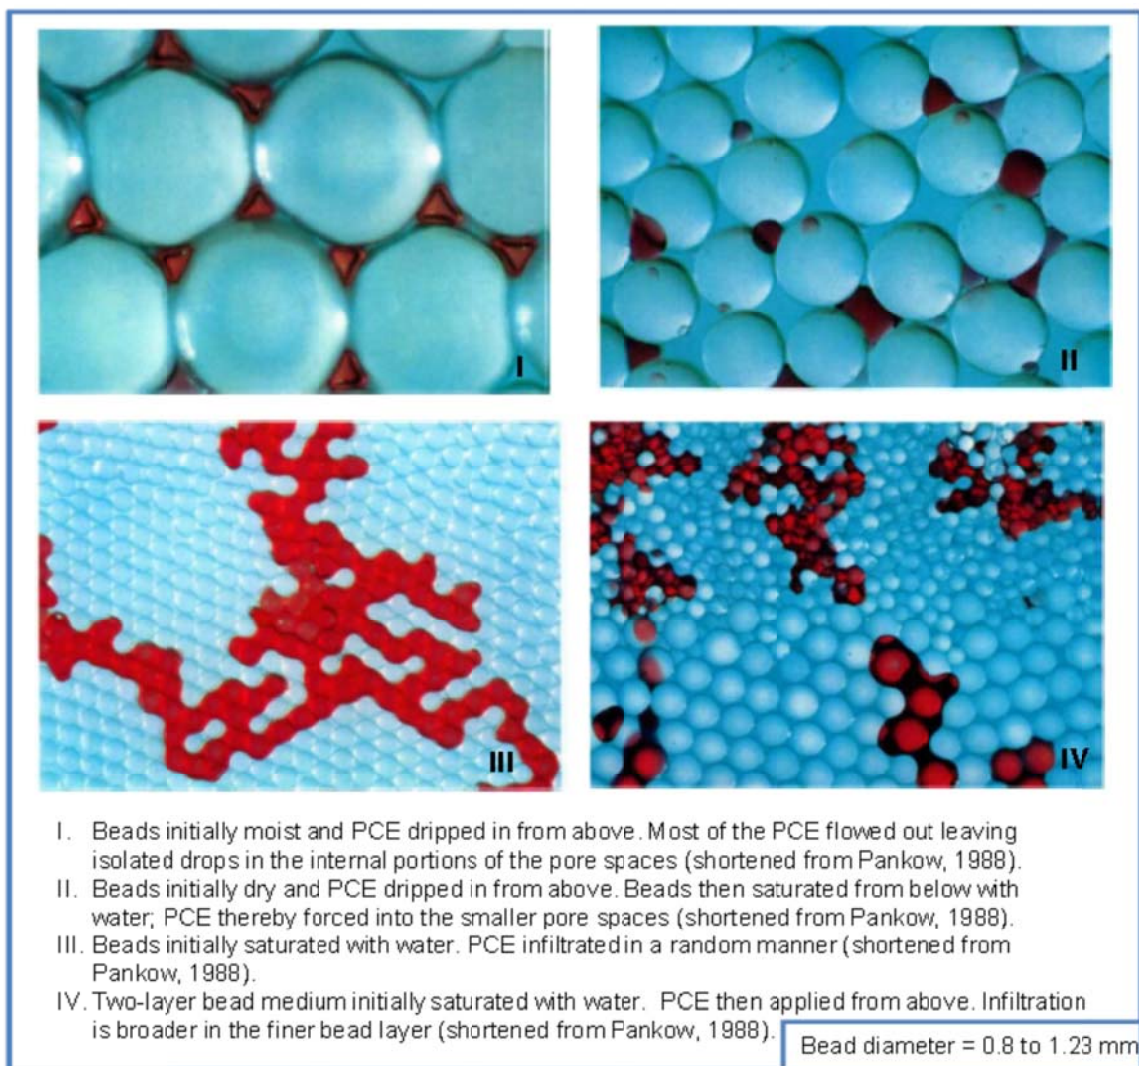 I
II
III
IV
I. Beads initially moist and PCE dripped in from above. Most of the PCE flowed out leaving
isolated drops in the internal portions of the pore spaces (shortened from Pankow, 1988).
II. Beads initially dry and PCE dripped in from above. Beads then saturated from below with
water; PCE thereby forced into the smaller pore spaces (shortened from Pankow, 1988).
III. Beads initially saturated with water. PCE infiltrated in a random manner (shortened from
Pankow, 1988).
IV. Two-layer bead medium initially saturated with water. PCE then applied from above. Infiltration
is broader in the finer bead layer (shortened from Pankow, 1988).
Bead diameter = 0.8 to 1.23 mm